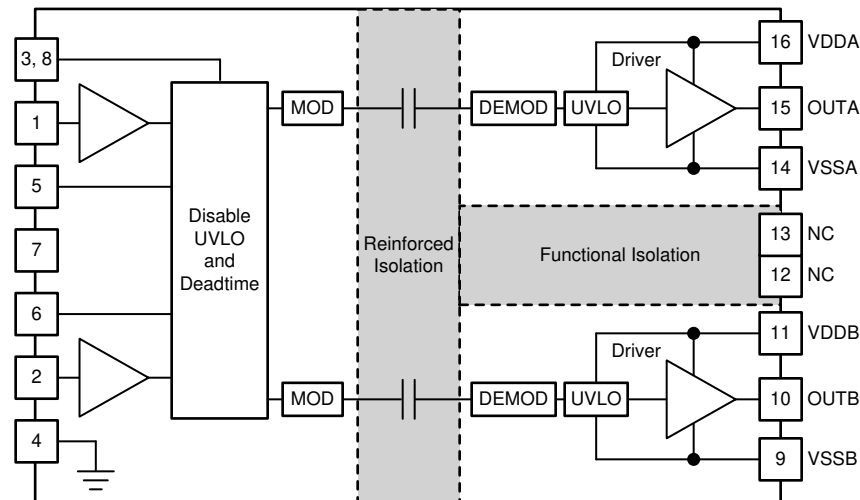 3, 8
1
5
7
6
2
4
Disable
UVLO
and
Deadtime
MOD
MOD
Reinforced
Isolation
Functional Isolation
DEMOD
UVLO
Driver
DEMOD
UVLO
Driver
16 VDDA
15 OUTA
14 VSSA
13 NC
12 NC
11 VDDB
10 OUTB
9 VSSB